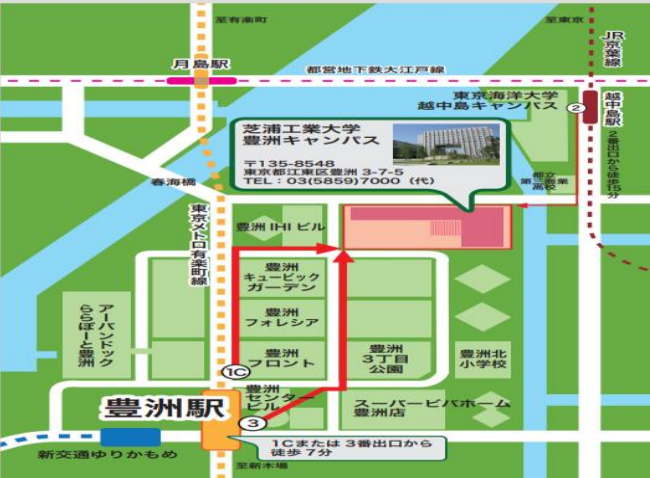 至有楽町
至東京
月島駅
都営地下鉄大江戸線
JR京葉線
東京海洋大学
越中島キャンパス
2
越中島駅
2番出口から徒歩15分
芝浦工業大学
豊洲キャンパス
〒135-8548
東京都江東区豊洲 3-7-5
TEL:03(5859)7000(代)
都立
第三商業
高校
春海橋
東京メトロ有楽町線
豊洲 IHI ビル
豊洲
キュービック
ガーデン
豊洲
フォレシア
アーバンドック
ららぽーと豊洲
豊洲
フロント
豊洲
3丁目
公園
豊洲北
小学校
1C
豊洲
センター
ビル
スーパービバホーム
豊洲店
豊洲駅
3
1Cまたは 3番出口から
徒歩 7分
新交通ゆりかもめ
至新木場